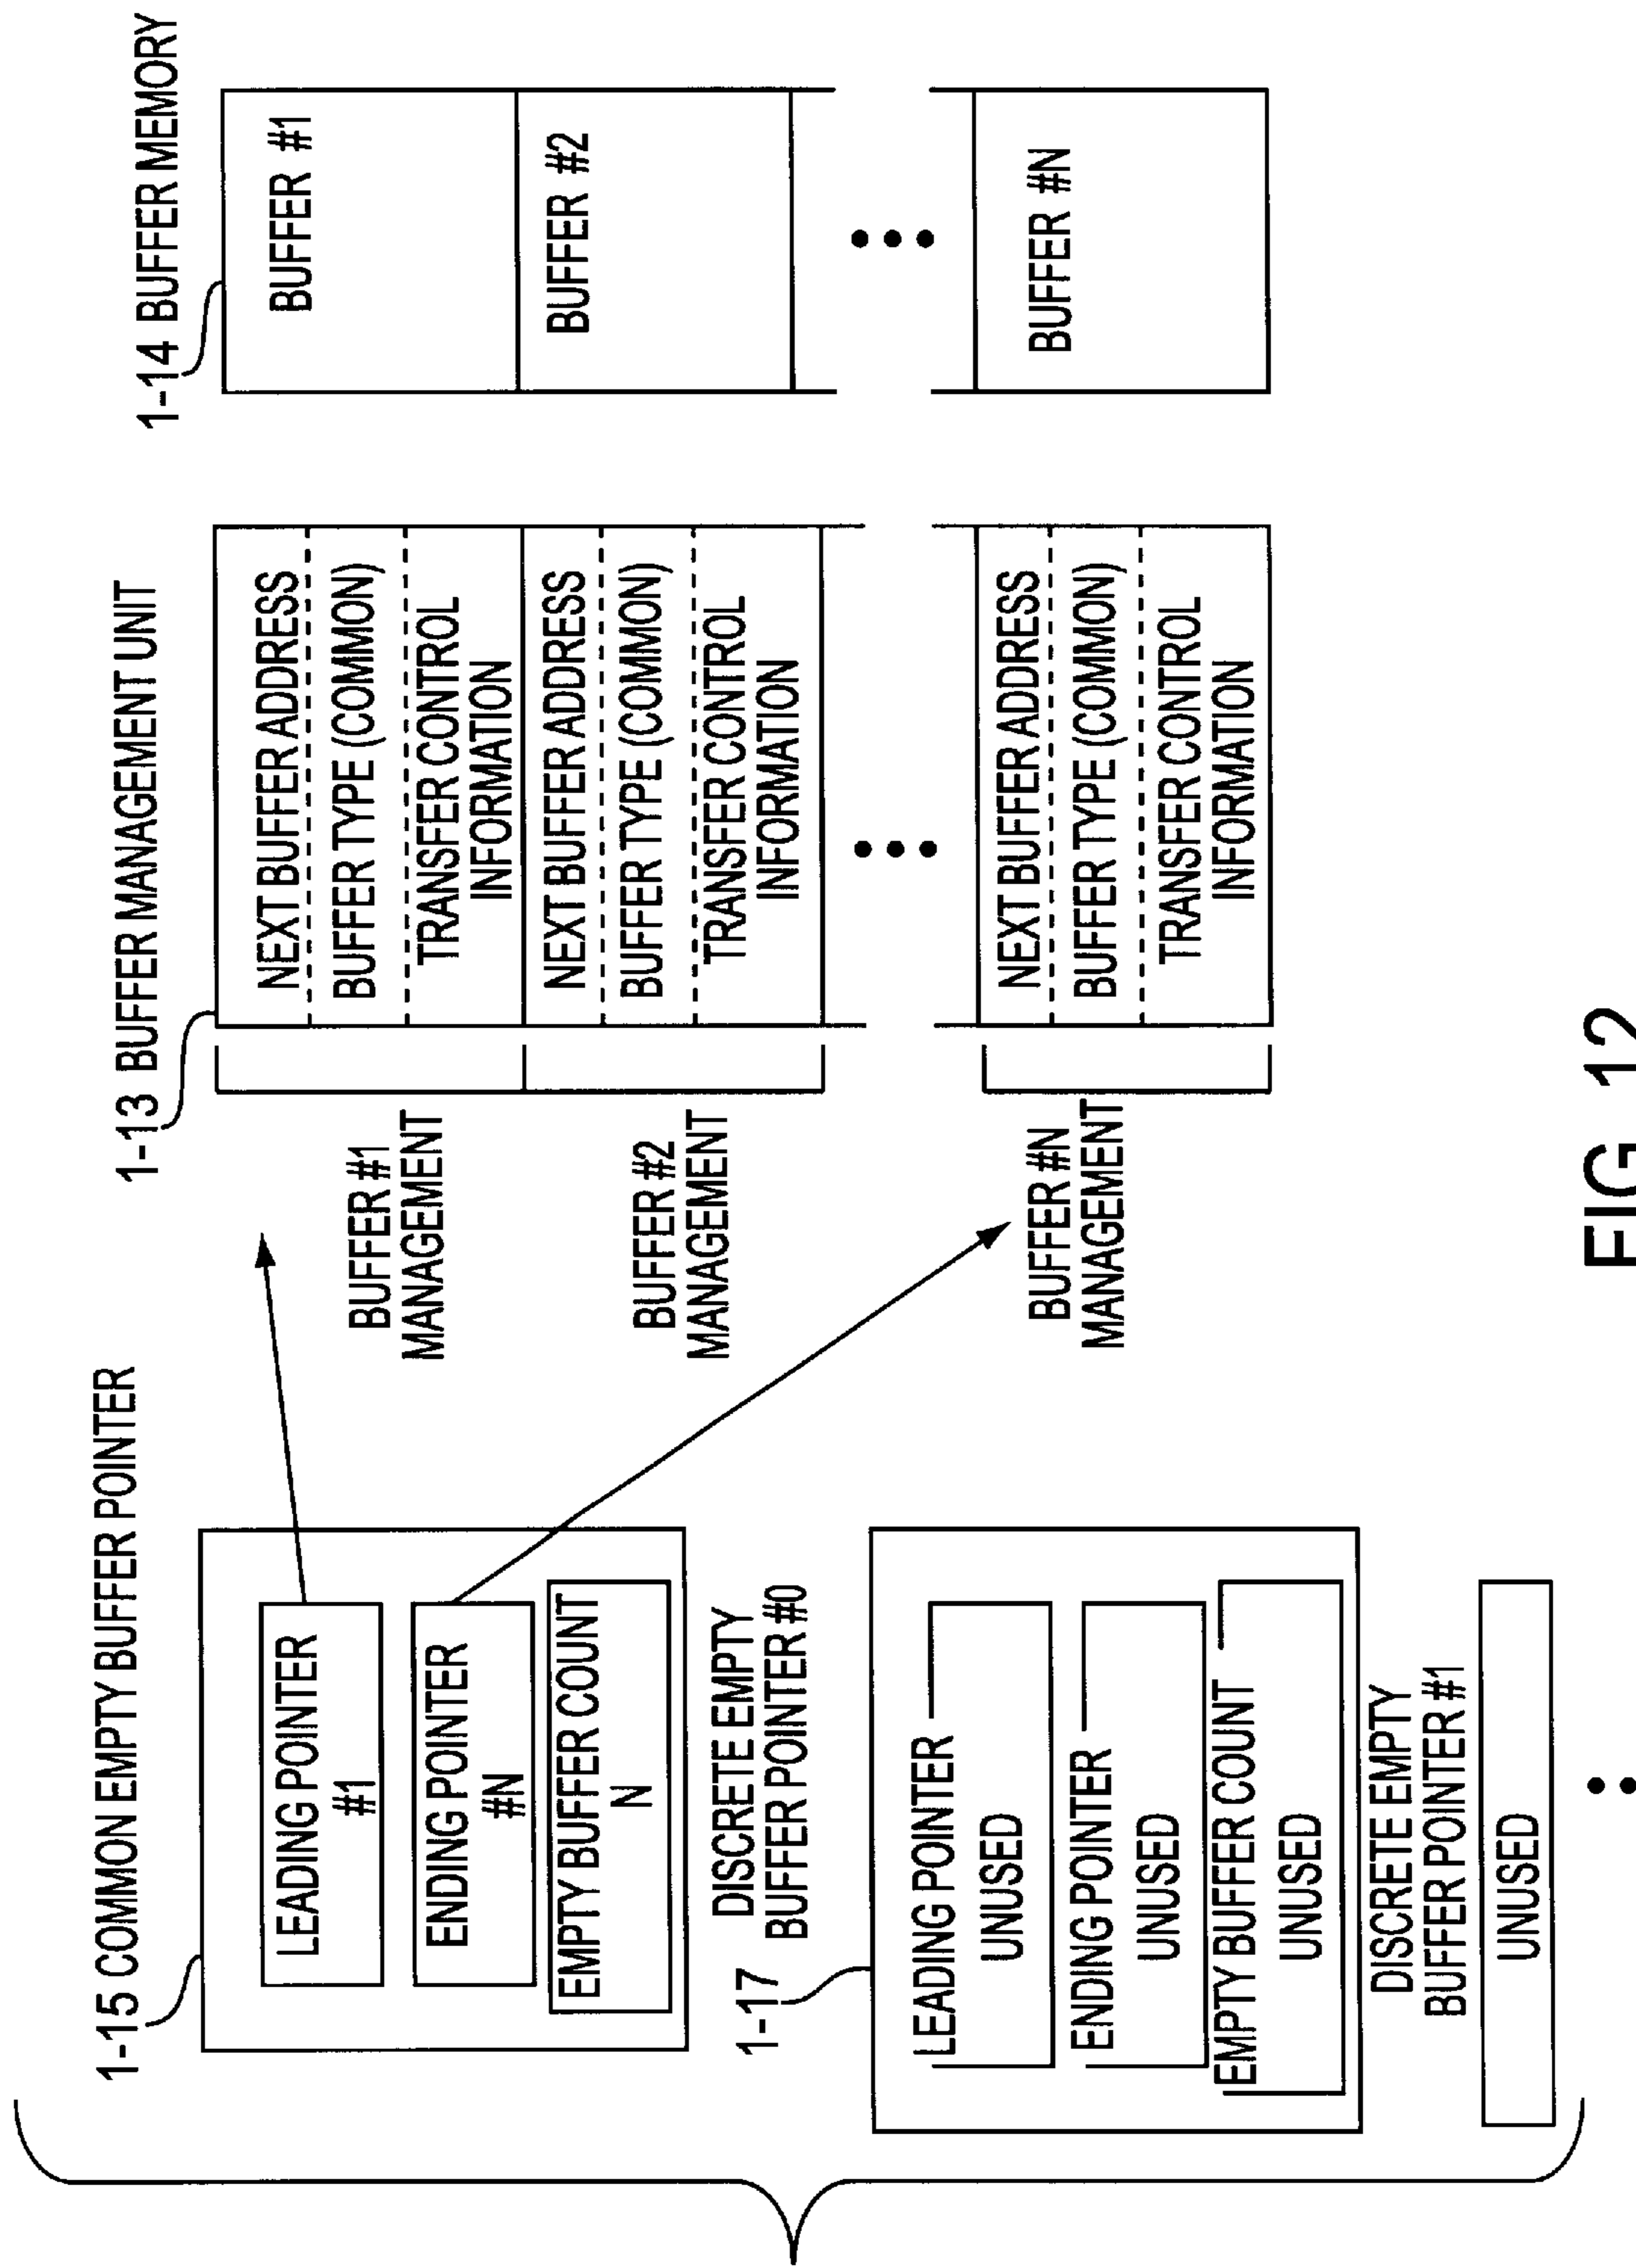 1-15 COMMON EMPTY BUFFER POINTER
LEADING POINTER
#1
ENDING POINTER
#N
EMPTY BUFFER COUNT
N
DISCRETE EMPTY
BUFFER POINTER #0
1-17
LEADING POINTER
UNUSED
ENDING POINTER
UNUSED
EMPTY BUFFER COUNT
UNUSED
DISCRETE EMPTY
BUFFER POINTER #1
UNUSED
1-13 BUFFER MANAGEMENT UNIT
BUFFER #1
MANAGEMENT
NEXT BUFFER ADDRESS
BUFFER TYPE (COMMON)
TRANSFER CONTROL
INFORMATION
BUFFER #2
MANAGEMENT
NEXT BUFFER ADDRESS
BUFFER TYPE (COMMON)
TRANSFER CONTROL
INFORMATION
BUFFER #N
MANAGEMENT
NEXT BUFFER ADDRESS
BUFFER TYPE (COMMON)
TRANSFER CONTROL
INFORMATION
1-14 BUFFER MEMORY
BUFFER #1
BUFFER #2
BUFFER #N
FIG. 12